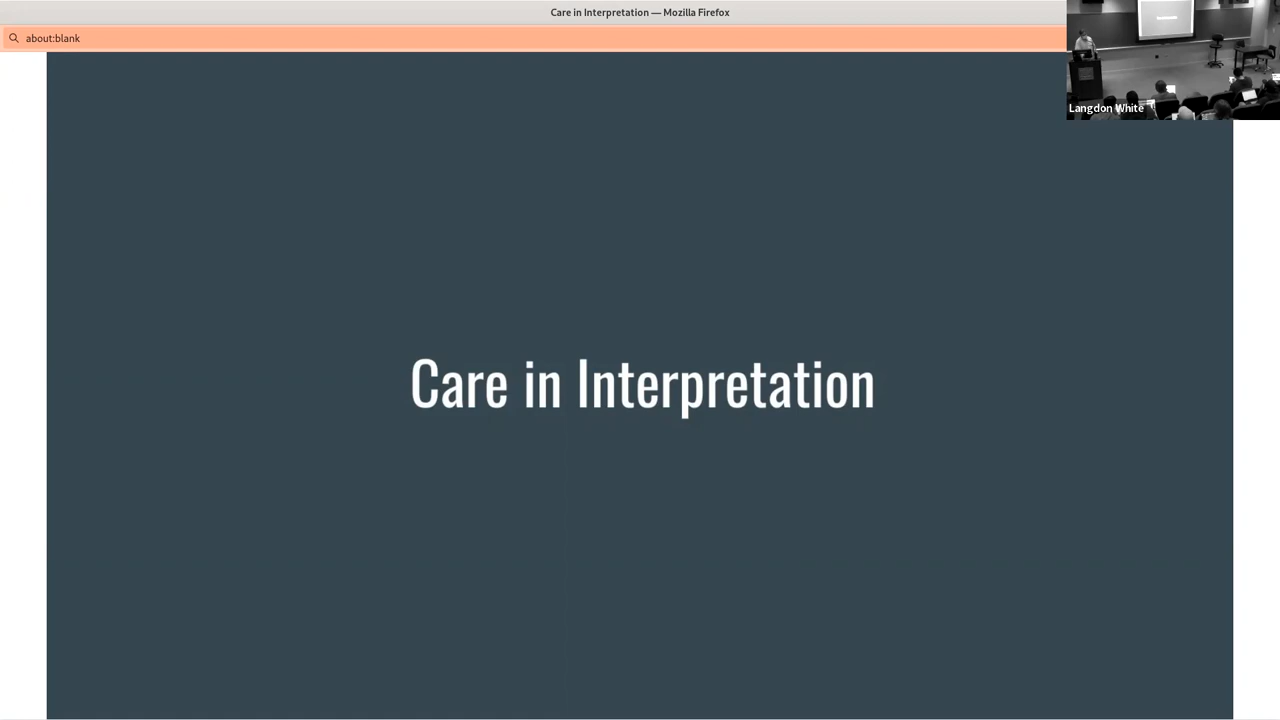 Care in Interpretation — Mozilla Firefox
about:blank
Langdon White
Care in Interpretation